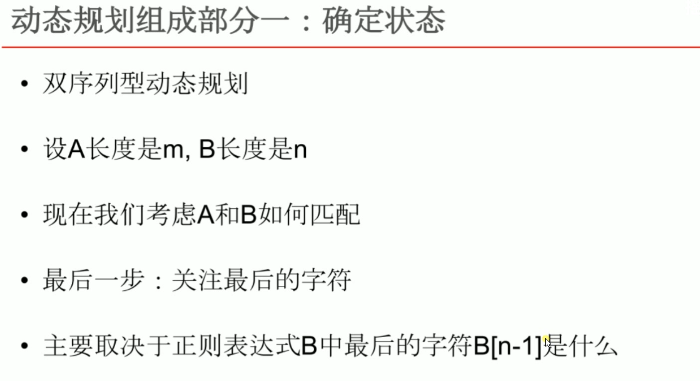 动态规划组成部分一：确定状态
• 双序列型动态规划
• 设A长度是m, B长度是n
• 现在我们考虑A和B如何匹配
• 最后一步：关注最后的字符
• 主要取决于正则表达式B中最后的字符B[n-1]是什么